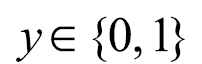 y ∈ {0, 1}